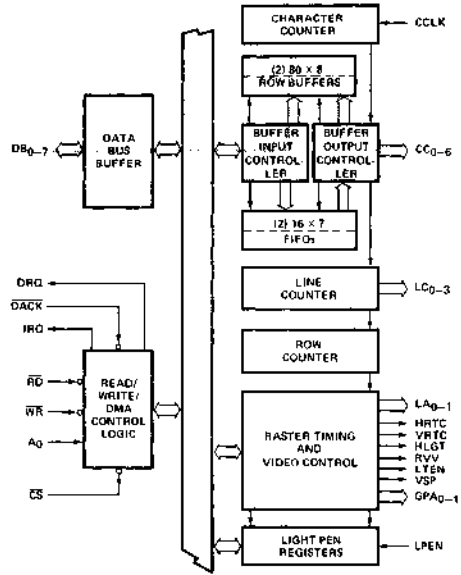 CHARACTER
COUNTER
CCLK
(2) 80 × 8
ROW BUFFERS
DATA
BUS
BUFFER
DB0–7
BUFFER
INPUT
CONTROL-
LER
BUFFER
OUTPUT
CONTROL-
LER
CC0–6
(2) 16 × 7
FIFOs
DRQ
DACK
IRQ
LINE
COUNTER
LC0–3
ROW
COUNTER
READ/
WRITE/
DMA
CONTROL
LOGIC
RD
WR
A0
CS
RASTER TIMING
AND
VIDEO CONTROL
LA0–1
HRTC
VRTC
HLGT
RVV
LTEN
VSP
GPA0–1
LIGHT PEN
REGISTERS
LPEN